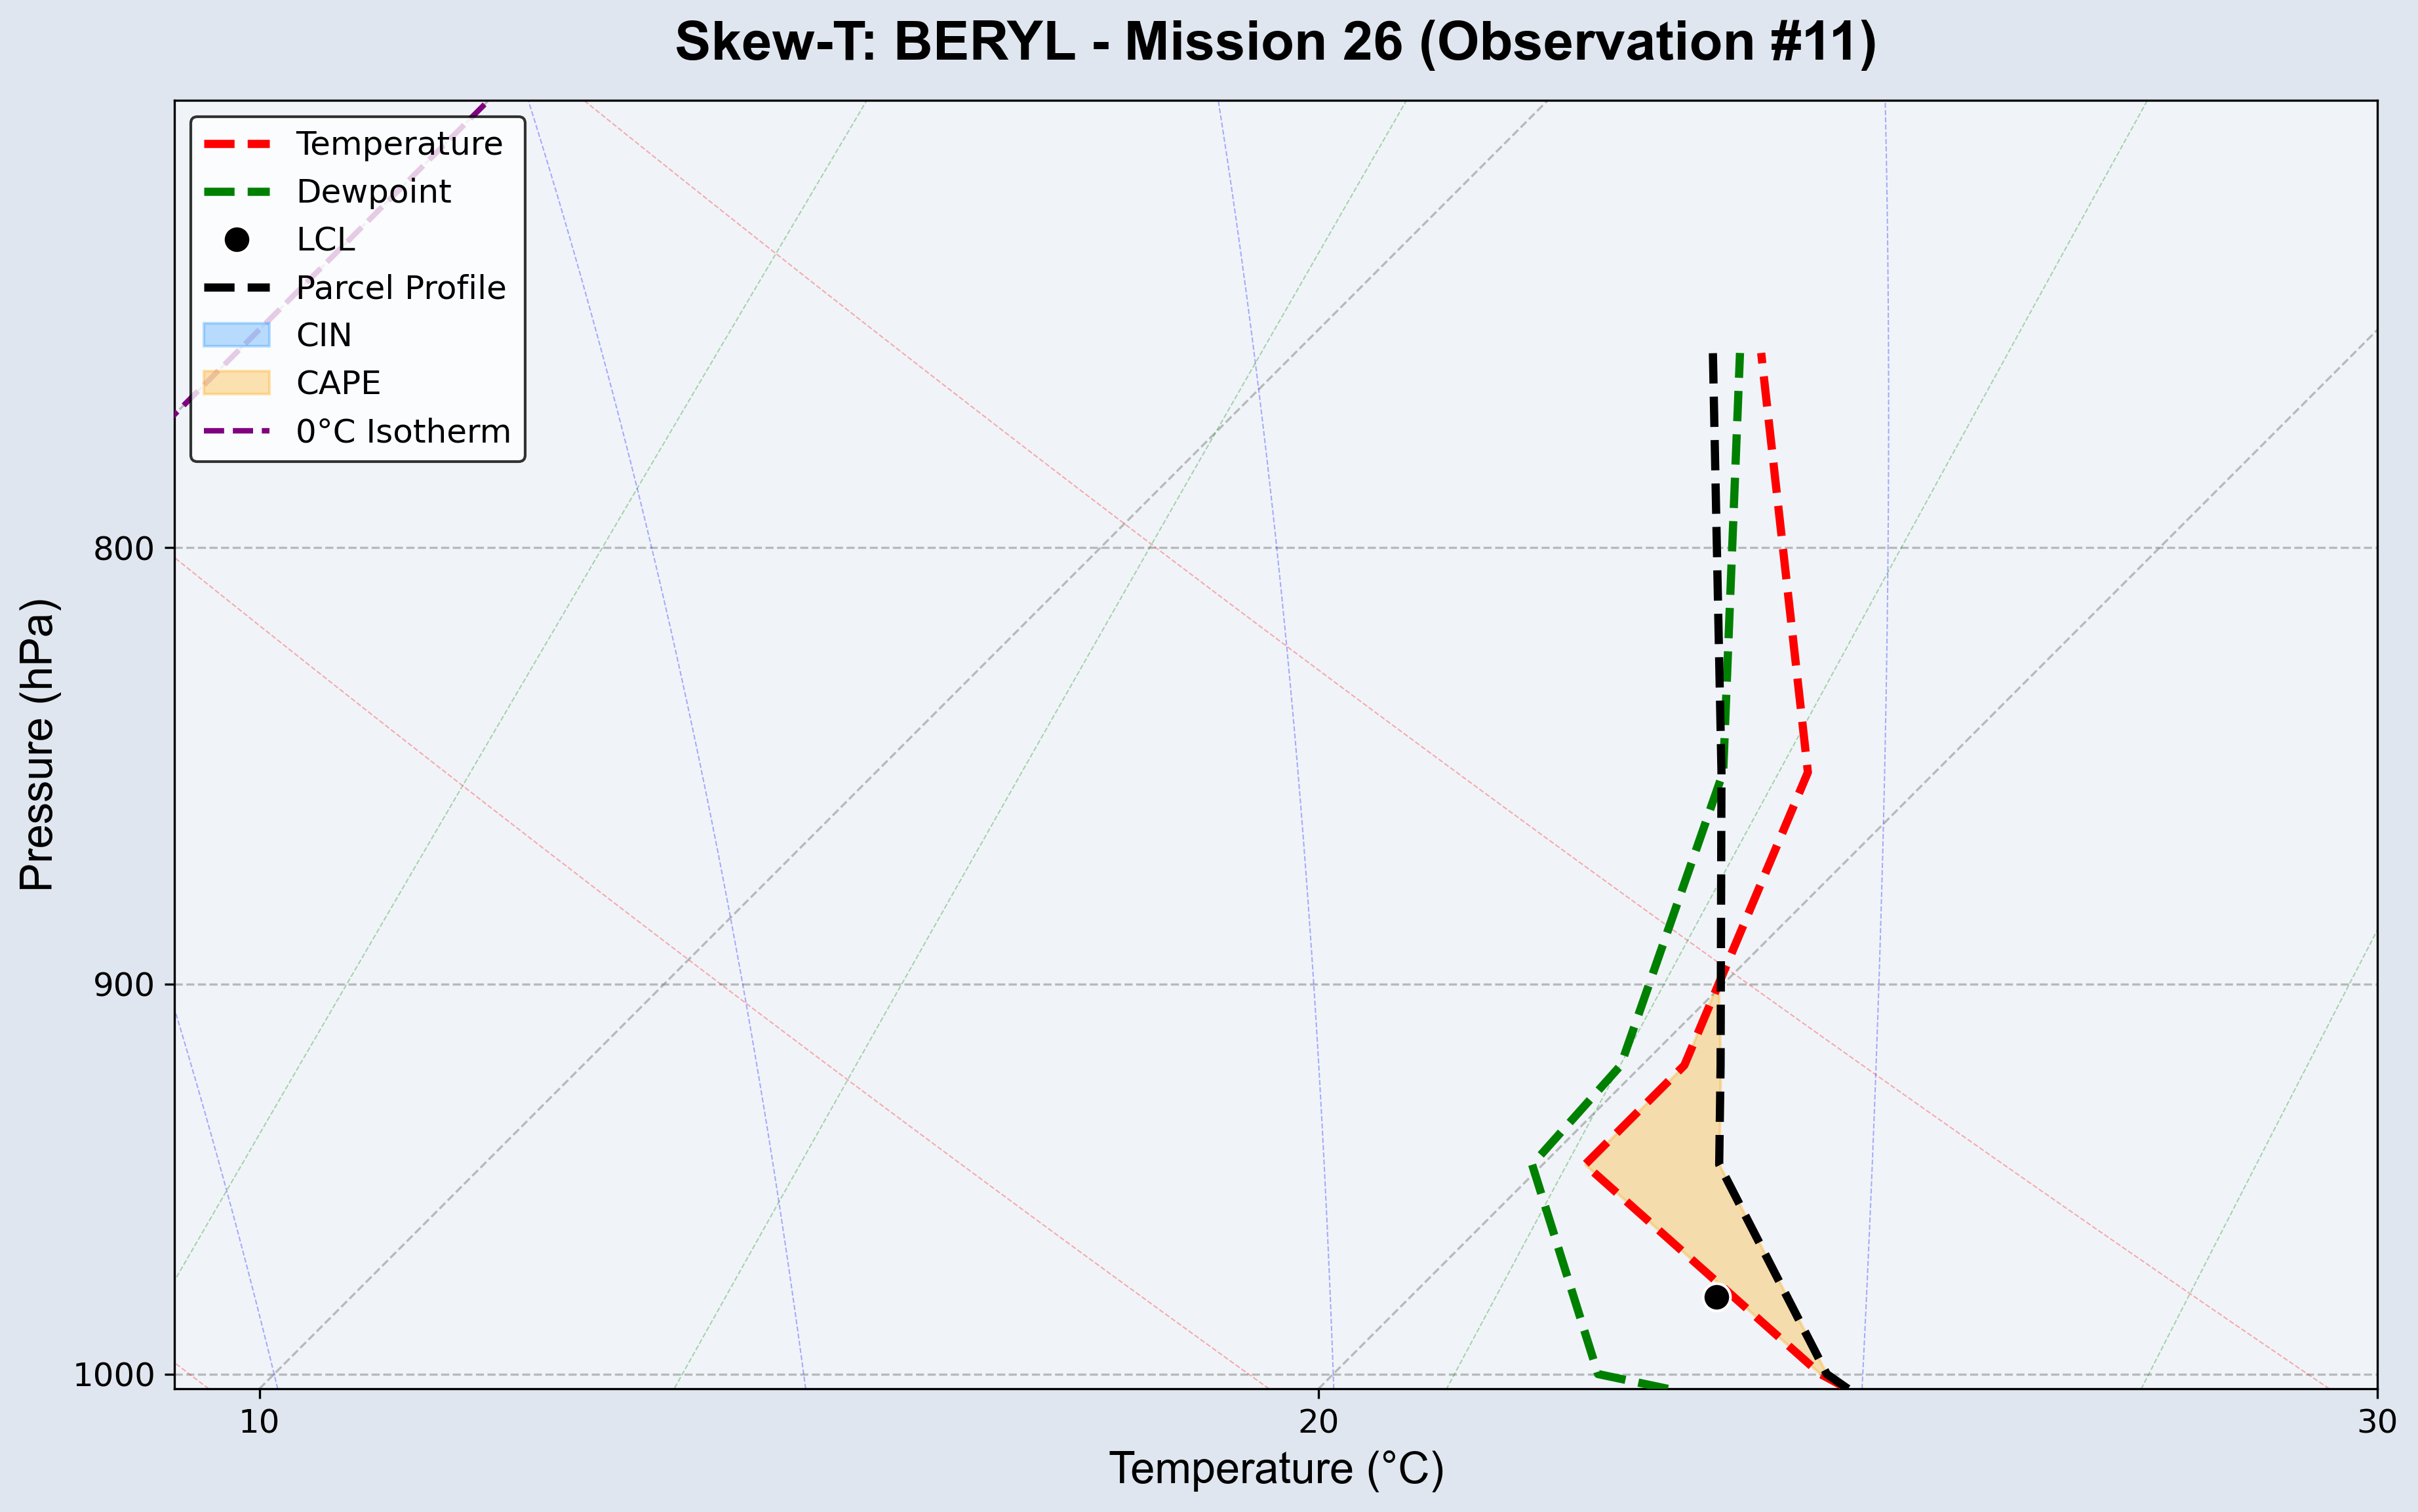 Skew-T: BERYL - Mission 26 (Observation #11)
Temperature
Dewpoint
LCL
Parcel Profile
CIN
CAPE
0°C Isotherm
Pressure (hPa)
800
900
1000
10
20
30
Temperature (°C)